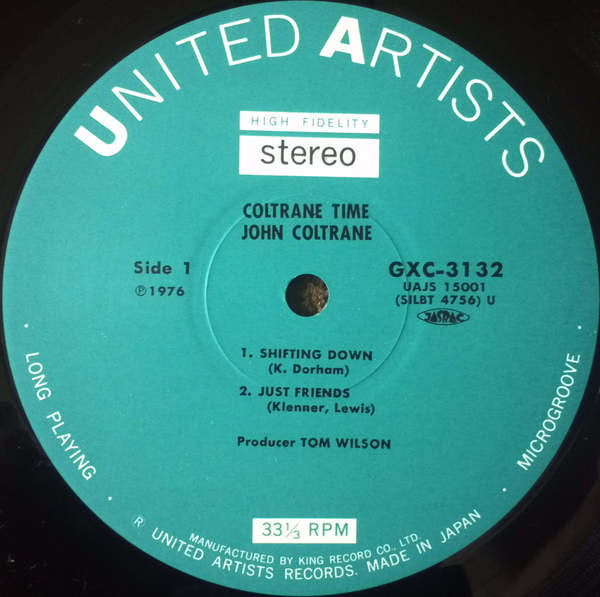 UNITED ARTISTS
HIGH FIDELITY
stereo
COLTRANE TIME
JOHN COLTRANE
Side 1
℗1976
GXC-3132
UAJS 15001
(SILBT 4756) U
JASRAC
1. SHIFTING DOWN
(K. Dorham)
2. JUST FRIENDS
(Klenner, Lewis)
Producer TOM WILSON
· LONG PLAYING ·
· MICROGROOVE ·
33⅓ RPM
MANUFACTURED BY KING RECORD CO., LTD.
® UNITED ARTISTS RECORDS. MADE IN JAPAN